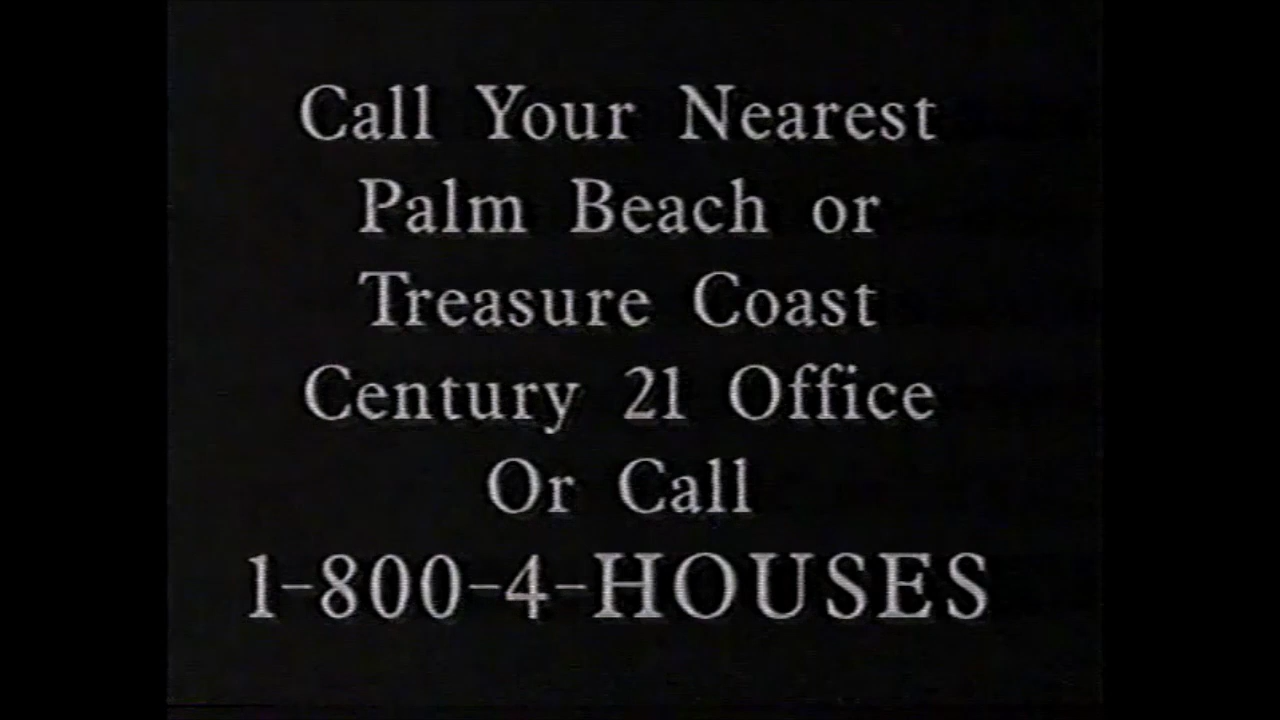 Call Your Nearest
Palm Beach or
Treasure Coast
Century 21 Office
Or Call
1-800-4-HOUSES